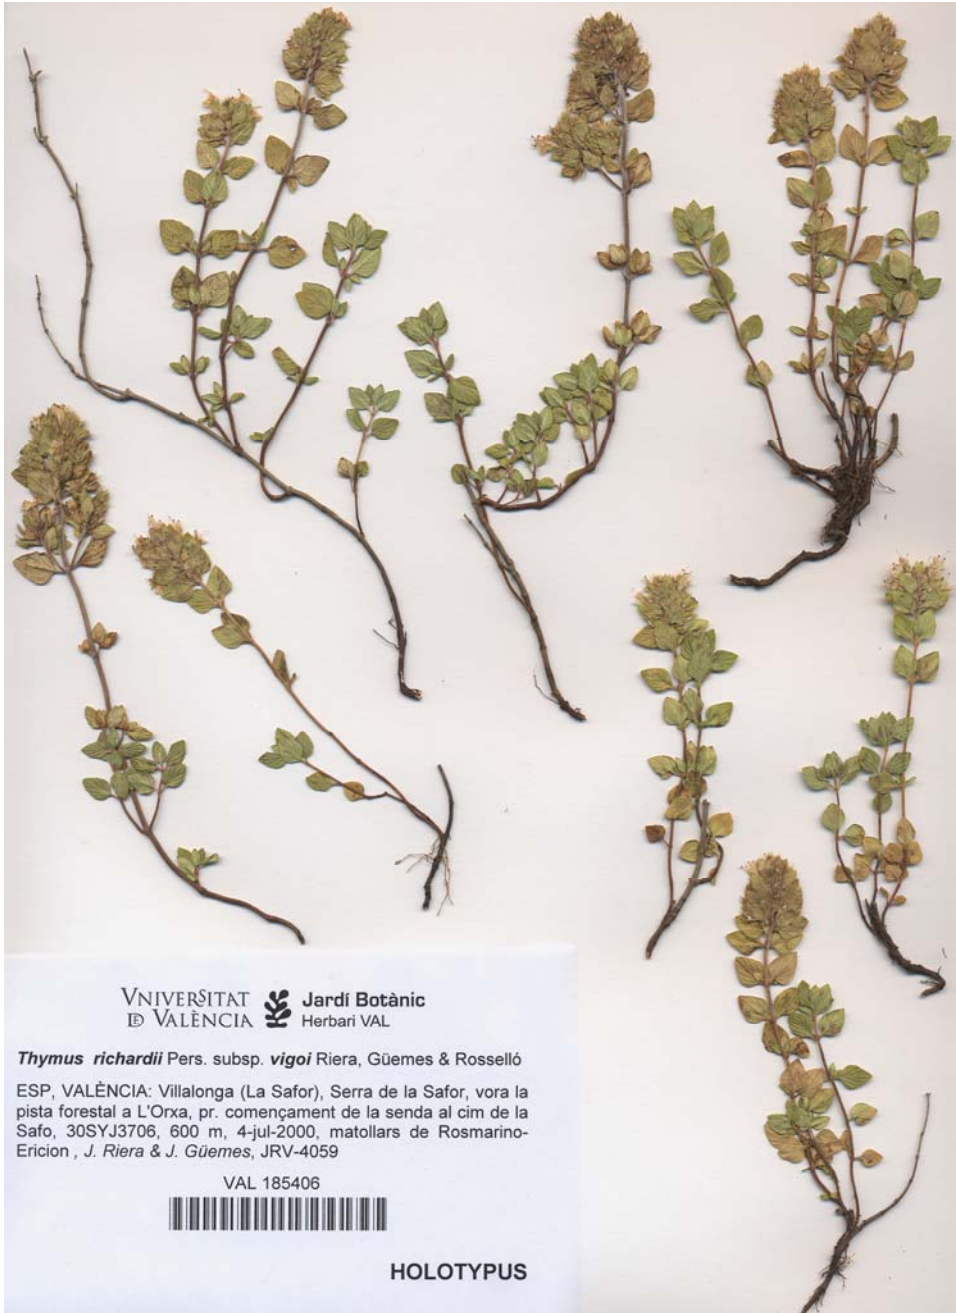 VNIVERSITAT
D VALÈNCIA
Jardí Botànic
Herbari VAL
Thymus richardii Pers. subsp. vigoi Riera, Güemes & Rosselló
ESP, VALÈNCIA: Villalonga (La Safor), Serra de la Safor, vora la
pista forestal a L'Orxa, pr. començament de la senda al cim de la
Safo, 30SYJ3706, 600 m, 4-jul-2000, matollars de Rosmarino-
Ericion , J. Riera & J. Güemes, JRV-4059
VAL 185406
HOLOTYPUS